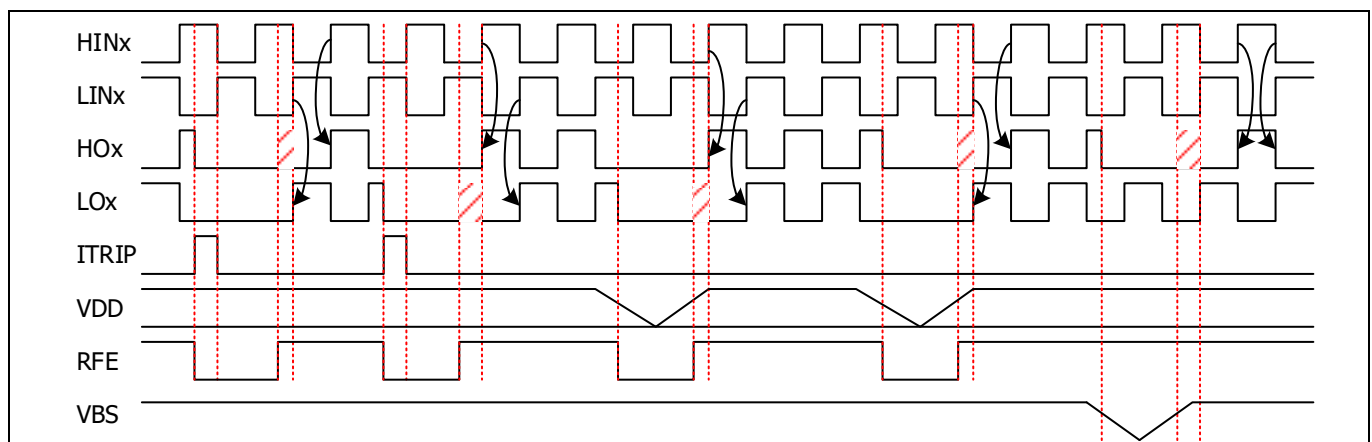 HINx
LINx
HOx
LOx
ITRIP
VDD
RFE
VBS